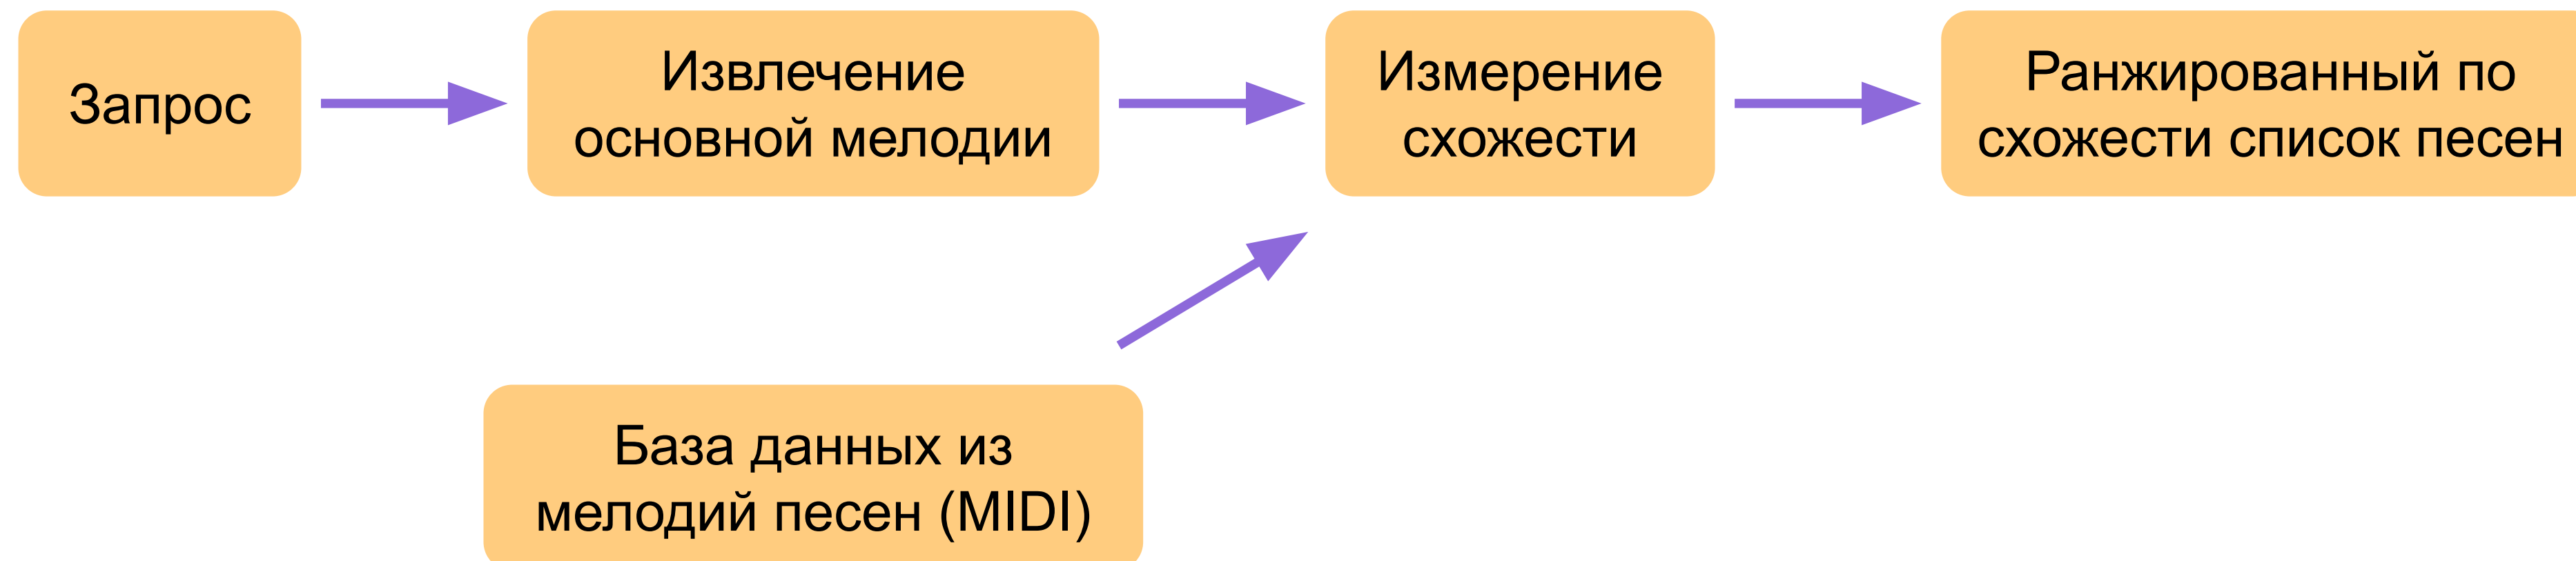 Запрос
Извлечение
основной мелодии
Измерение
схожести
Ранжированный по
схожести список песен
База данных из
мелодий песен (MIDI)